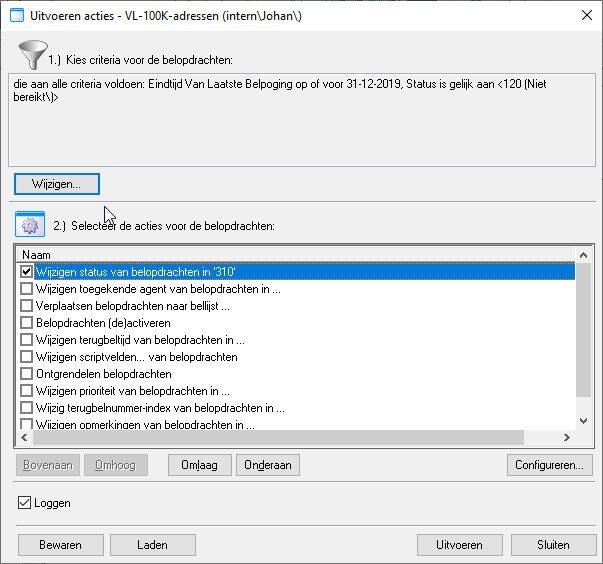 Uitvoeren acties - VL-100K-adressen (intern\Johan\)
1.) Kies criteria voor de belopdrachten:
die aan alle criteria voldoen: Eindtijd Van Laatste Belpoging op of voor 31-12-2019, Status is gelijk aan <120 (Niet
bereikt\)>
Wijzigen...
2.) Selecteer de acties voor de belopdrachten:
Naam
Wijzigen status van belopdrachten in '310'
Wijzigen toegekende agent van belopdrachten in ...
Verplaatsen belopdrachten naar bellijst ...
Belopdrachten (de)activeren
Wijzigen terugbeltijd van belopdrachten in ...
Wijzigen scriptvelden... van belopdrachten
Ontgrendelen belopdrachten
Wijzigen prioriteit van belopdrachten in ...
Wijzig terugbelnummer-index van belopdrachten in ...
Wijzigen opmerkingen van belopdrachten in ...
Bovenaan Omhoog Omlaag Onderaan Configureren...
Loggen
Bewaren Laden Uitvoeren Sluiten